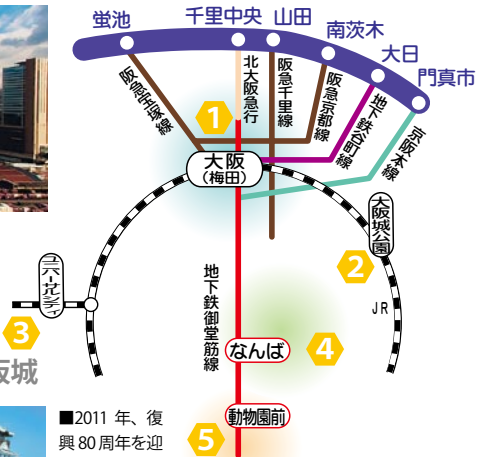 蛍池
千里中央
山田
南茨木
大日
門真市
阪急宝塚線
北大阪急行
阪急千里線
阪急京都線
地下鉄谷町線
京阪本線
1
大阪
(梅田)
大阪城公園
2
JR
ユニバーサルシティ
3
地下鉄御堂筋線
なんば
4
阪城
動物園前
5
■2011 年、復
興 80 周年を迎